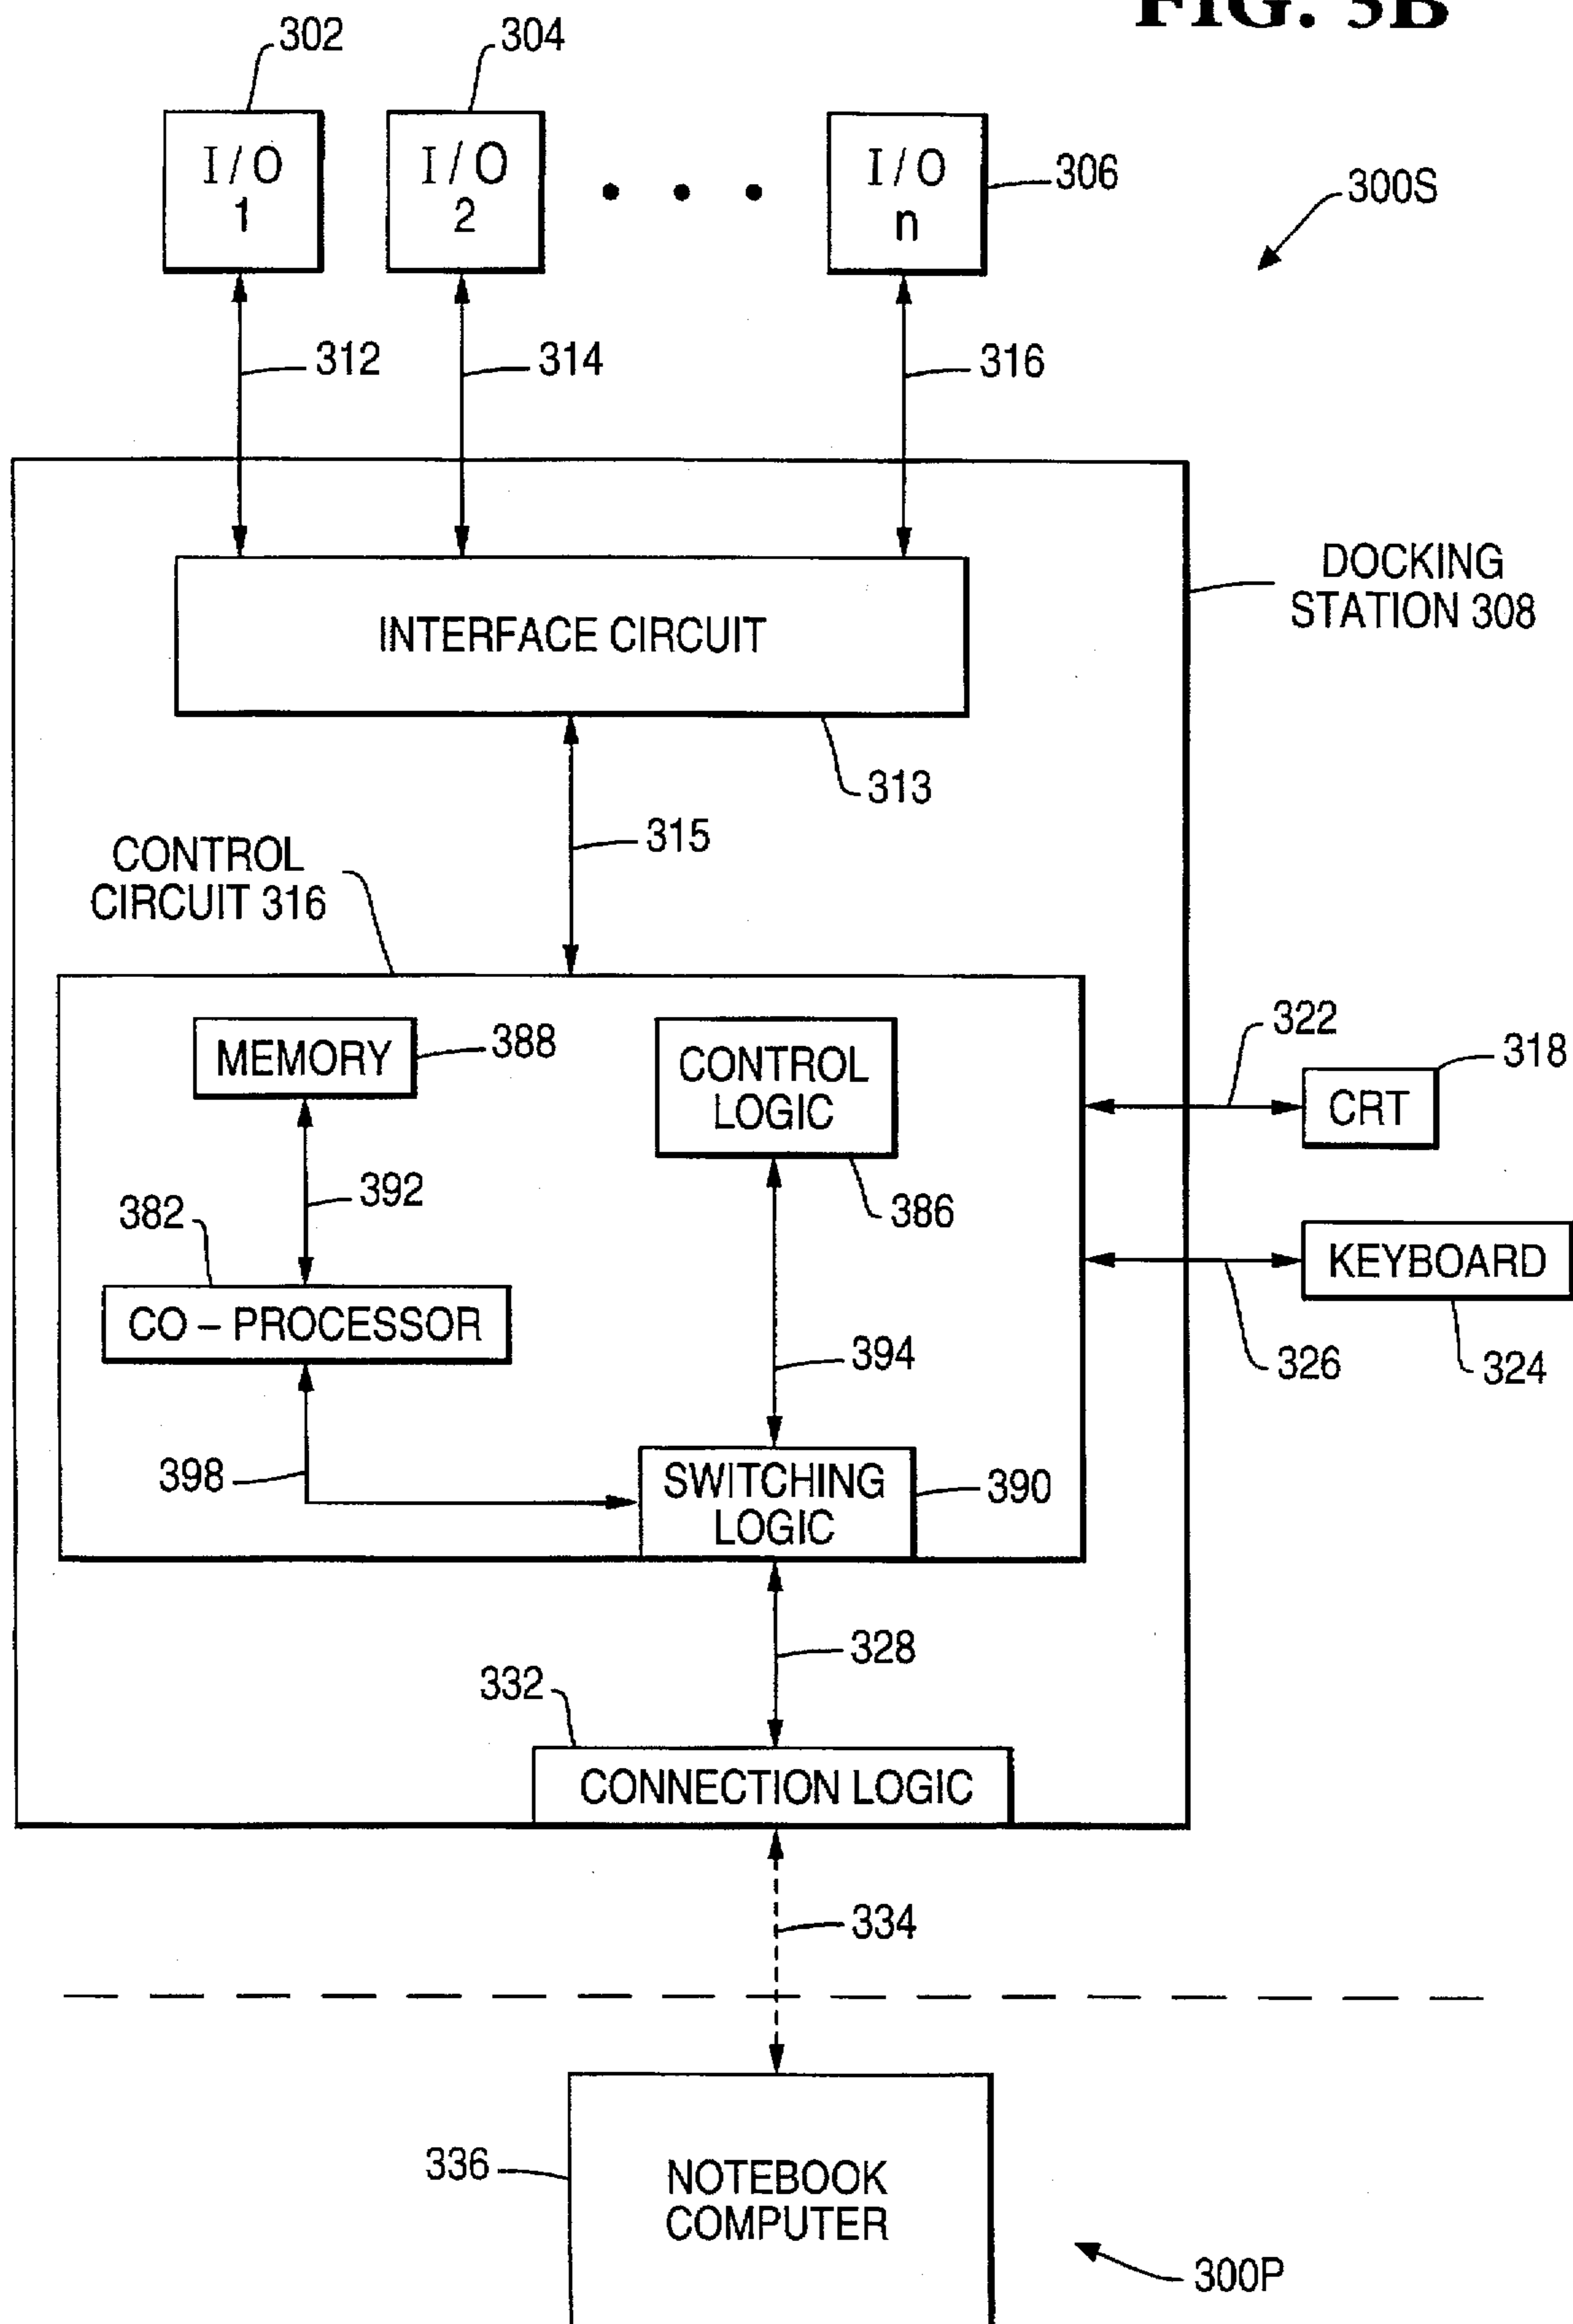 FIG. 3B
302
304
I/O
1
I/O
2
I/O
n
306
300S
312
314
316
DOCKING
STATION 308
INTERFACE CIRCUIT
313
315
CONTROL
CIRCUIT 316
MEMORY
388
CONTROL
LOGIC
322
318
CRT
392
386
382
KEYBOARD
CO – PROCESSOR
394
326
324
398
SWITCHING
LOGIC
390
328
332
CONNECTION LOGIC
334
336
NOTEBOOK
COMPUTER
300P